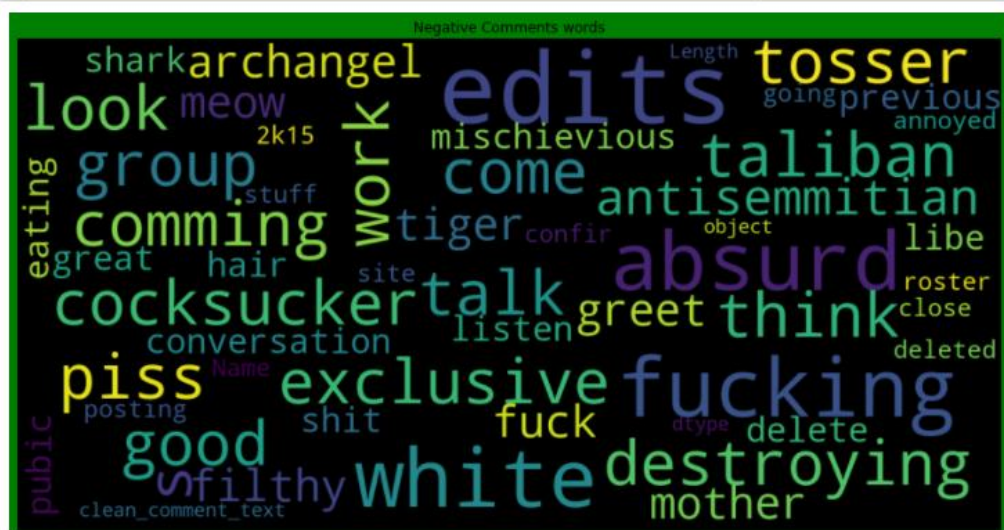 Negative Comments words
shark archangel edits Length tosser
look meow going previous
2k15 work mischievious annoyed
group come taliban
eating stuff antisemmitian
comming tiger confir object libe
great hair site absurd roster
cocksucker talk greet think close
conversation listen deleted
piss Name exclusive fucking
posting shit fuck dtype delete
pubic good S filthy white destroying
clean_comment_text mother